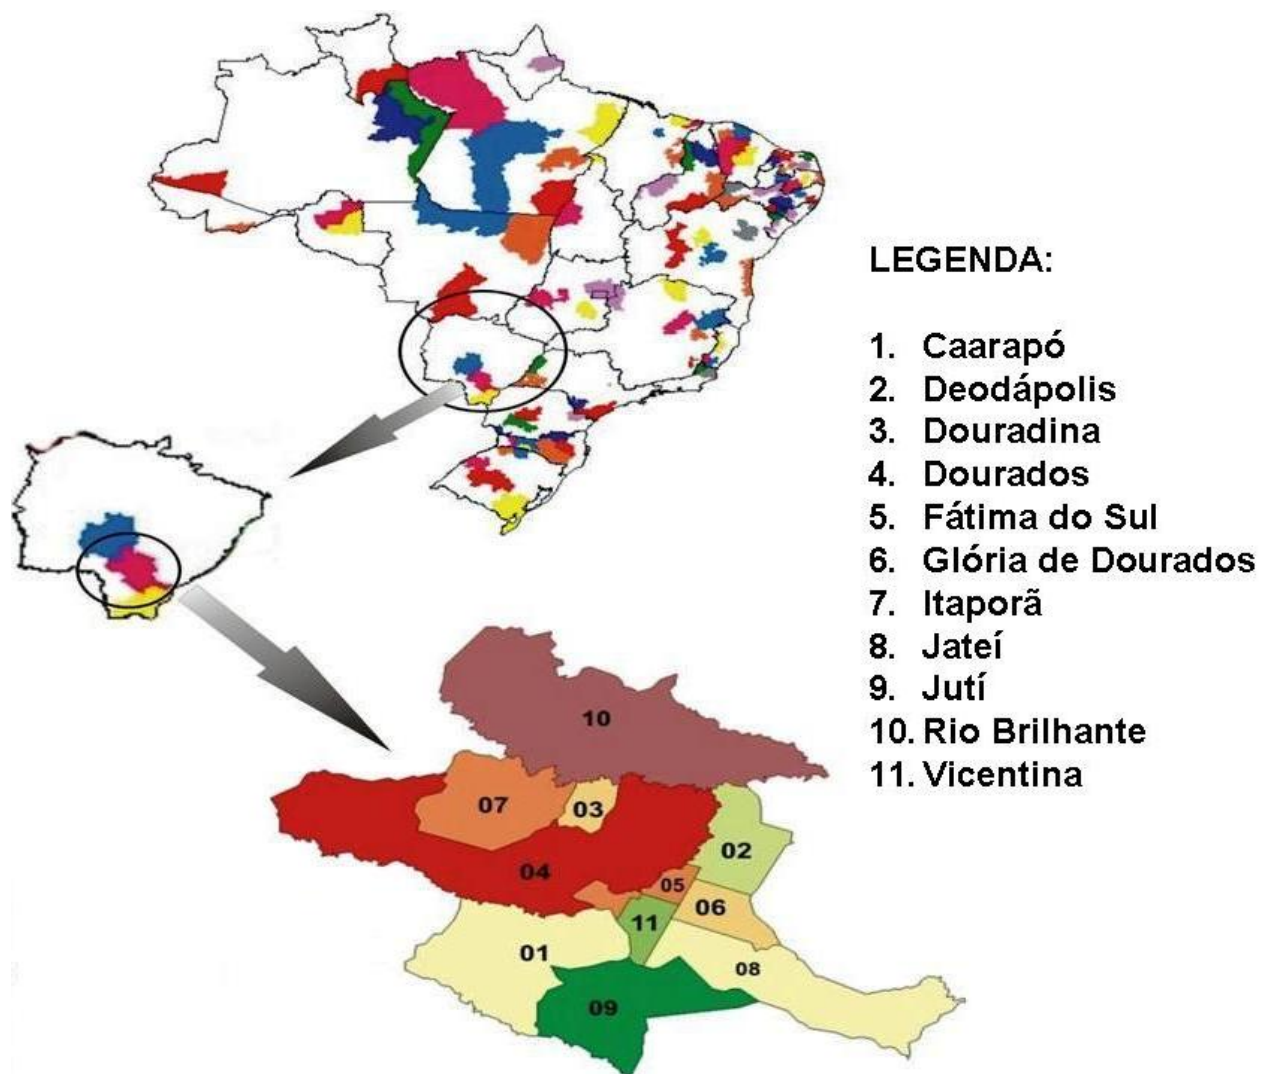 LEGENDA:
1. Caarapó
2. Deodápolis
3. Douradina
4. Dourados
5. Fátima do Sul
6. Glória de Dourados
7. Itaporã
8. Jateí
9. Jutí
10. Rio Brilhante
11. Vicentina
10
07
03
04
02
05
06
11
01
08
09